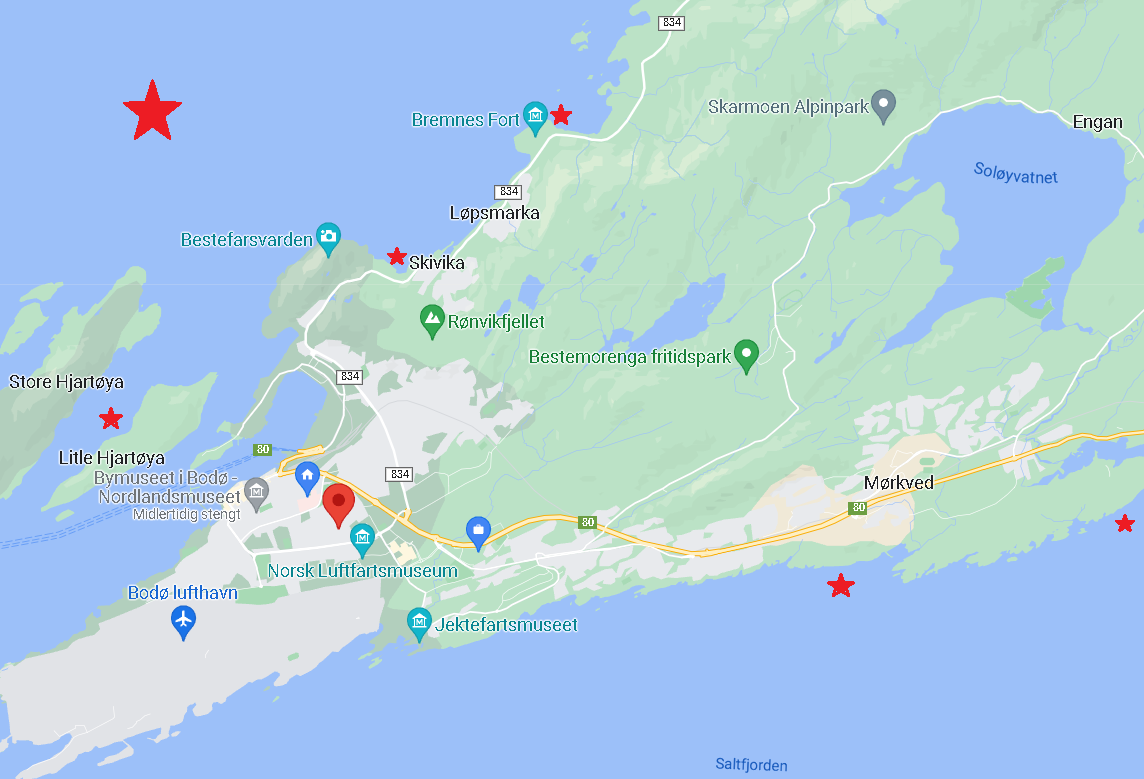 834
Skarmoen Alpinpark
Bremnes Fort
Engan
Soløyvatnet
834
Løpsmarka
Bestefarsvarden
Skivika
Rønvikfjellet
Bestemorenga fritidspark
834
Store Hjartøya
80
Litle Hjartøya
834
Bymuseet i Bodø -
Nordlandsmuseet
Midlertidig stengt
Mørkved
80
80
Norsk Luftfartsmuseum
Bodø lufthavn
Jektefartsmuseet
Saltfjorden